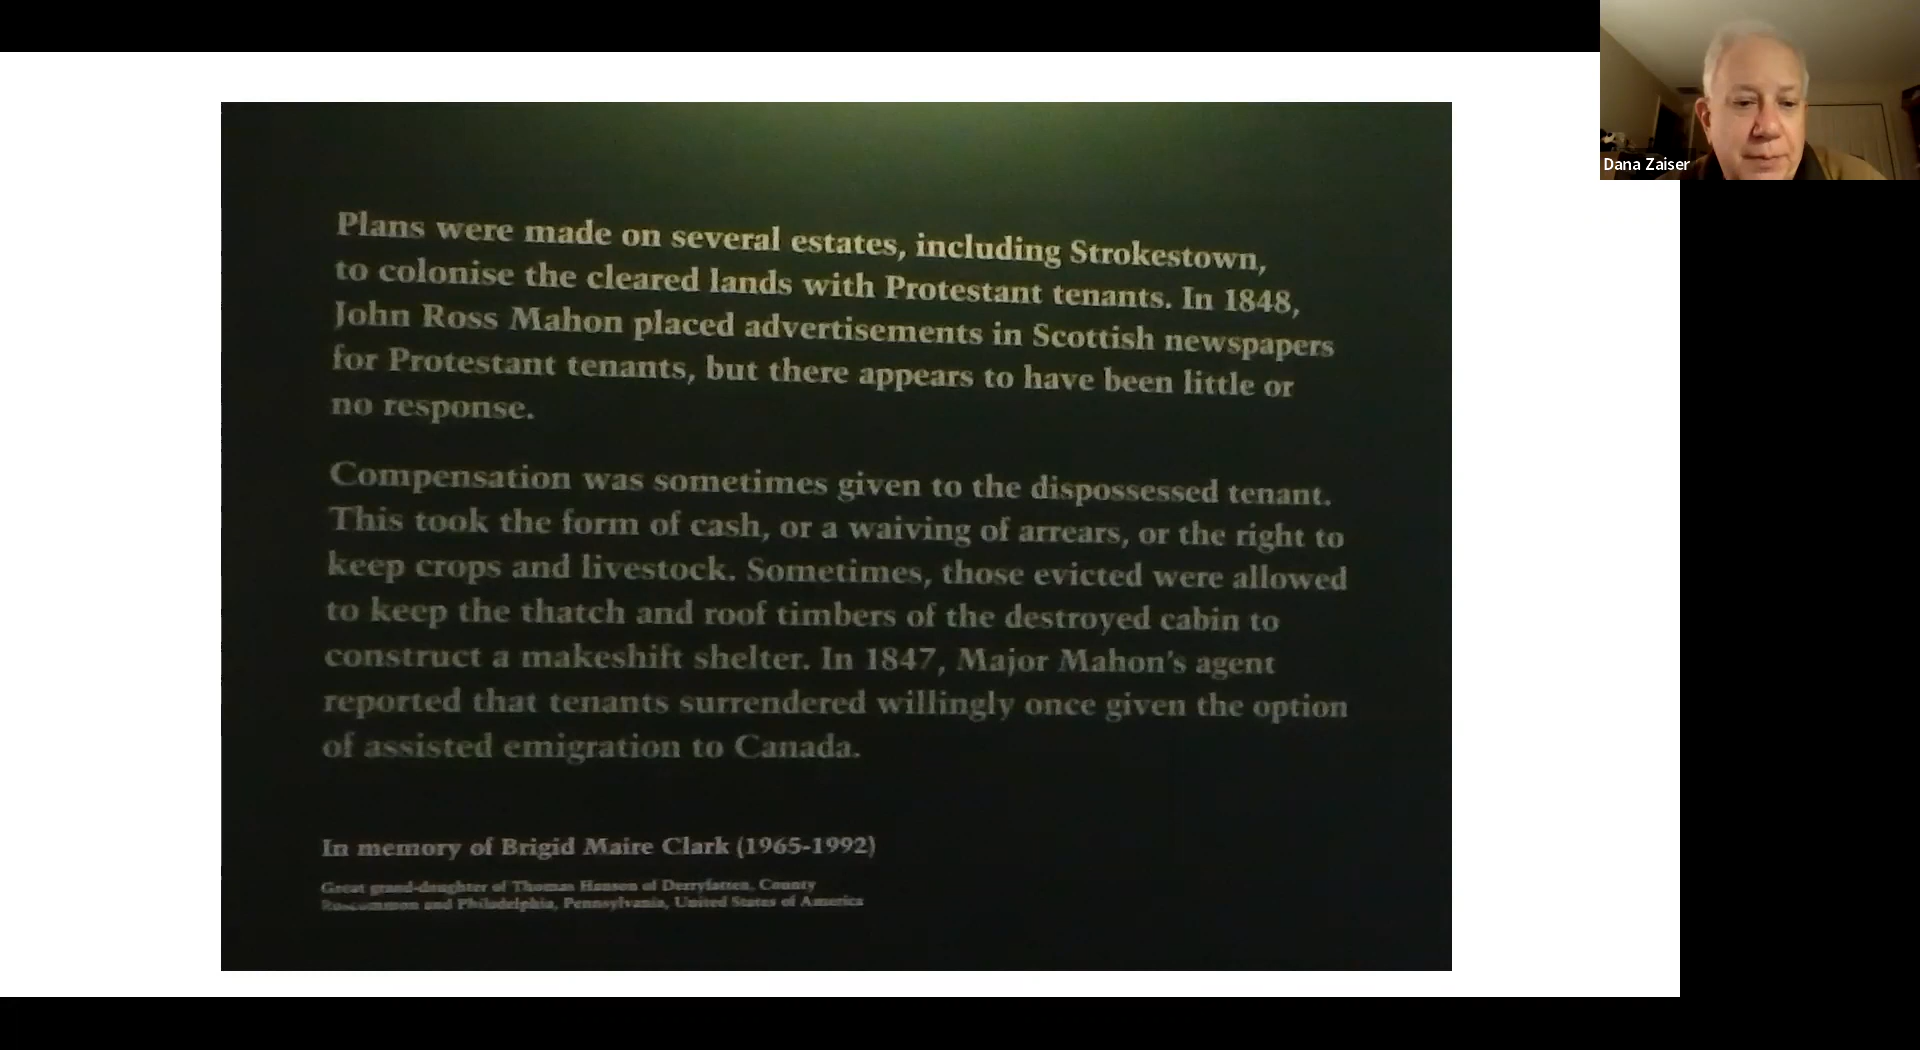 Dana Zaiser
Plans were made on several estates, including Strokestown,
to colonise the cleared lands with Protestant tenants. In 1848,
John Ross Mahon placed advertisements in Scottish newspapers
for Protestant tenants, but there appears to have been little or
no response.
Compensation was sometimes given to the dispossessed tenant.
This took the form of cash, or a waiving of arrears, or the right to
keep crops and livestock. Sometimes, those evicted were allowed
to keep the thatch and roof timbers of the destroyed cabin to
construct a makeshift shelter. In 1847, Major Mahon's agent
reported that tenants surrendered willingly once given the option
of assisted emigration to Canada.
In memory of Brigid Maire Clark (1965-1992)
Great grand-daughter of Thomas Hanson of County
Roscommon and Philadelphia, Pennsylvania, United States of America